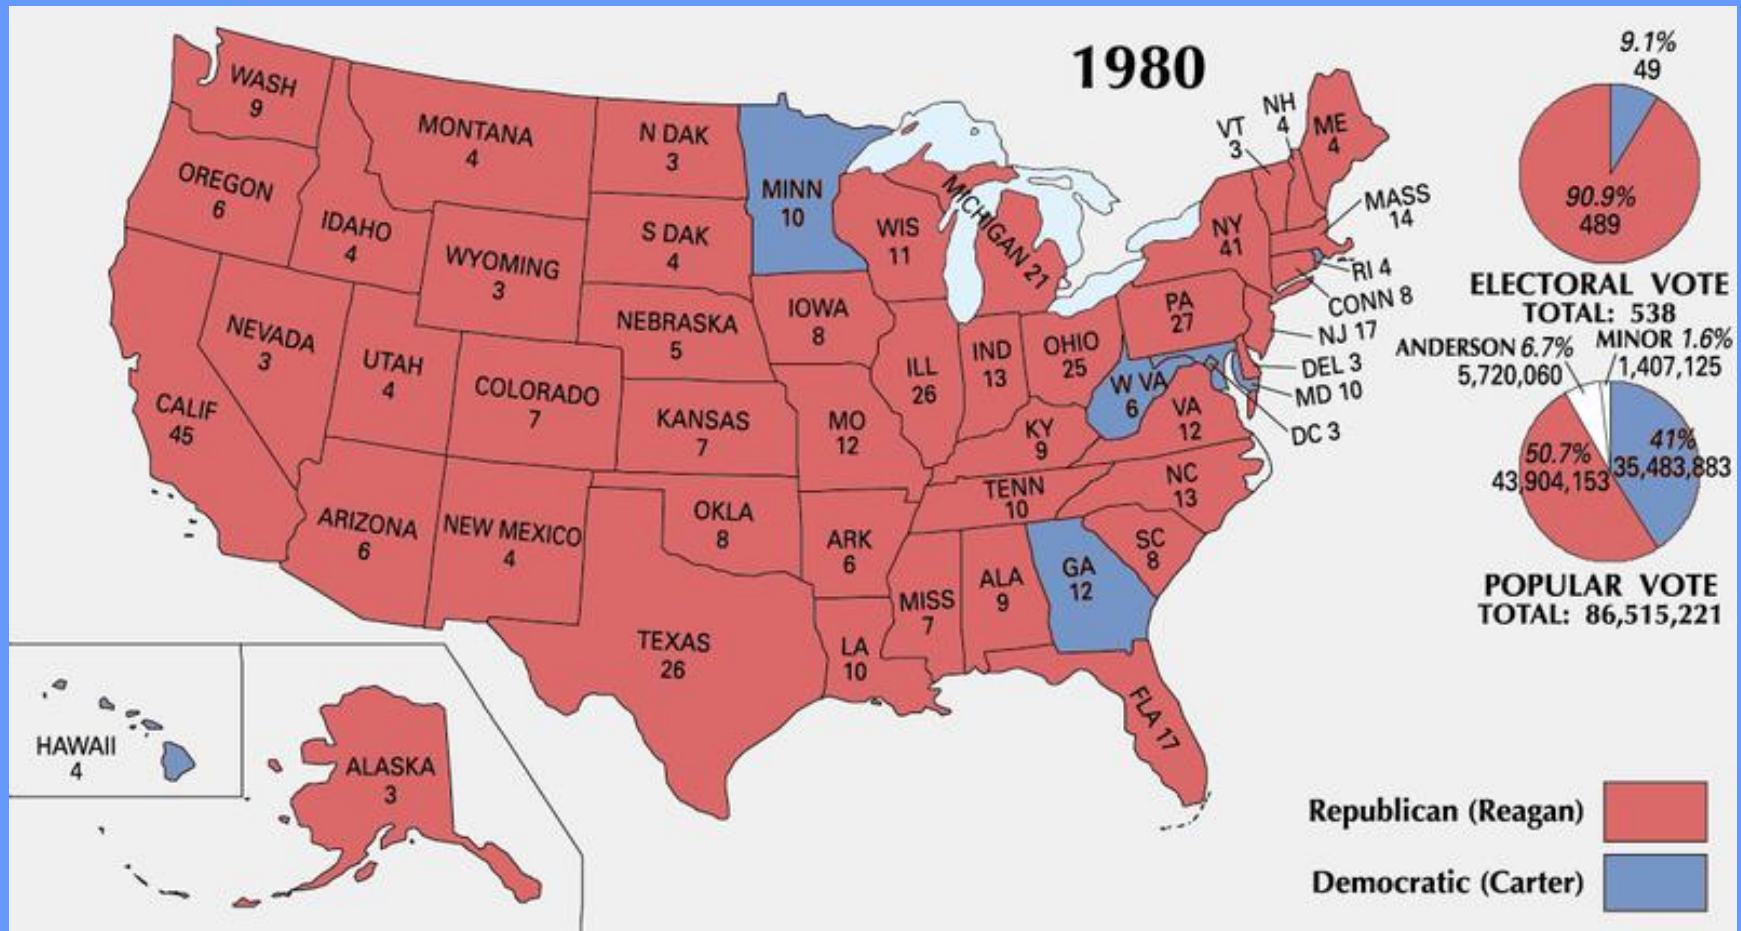 1980
WASH
9
OREGON
6
CALIF
45
NEVADA
3
IDAHO
4
MONTANA
4
WYOMING
3
UTAH
4
COLORADO
7
ARIZONA
6
NEW MEXICO
4
N DAK
3
S DAK
4
NEBRASKA
5
KANSAS
7
OKLA
8
TEXAS
26
MINN
10
IOWA
8
MO
12
ARK
6
LA
10
WIS
11
ILL
26
MICHIGAN 21
IND
13
OHIO
25
KY
9
TENN
10
MISS
7
ALA
9
GA
12
FLA 17
SC
8
NC
13
VA
12
W VA
6
PA
27
NY
41
VT
3
NH
4
ME
4
MASS
14
RI 4
CONN 8
NJ 17
DEL 3
MD 10
DC 3
HAWAII
4
ALASKA
3
9.1%
49
90.9%
489
ELECTORAL VOTE
TOTAL: 538
ANDERSON 6.7%
5,720,060
MINOR 1.6%
1,407,125
50.7%
43,904,153
41%
35,483,883
POPULAR VOTE
TOTAL: 86,515,221
Republican (Reagan)
Democratic (Carter)